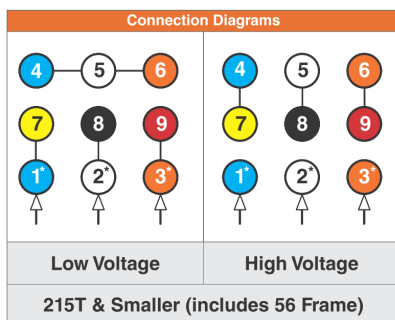 Connection Diagrams
4 5 6 4 5 6
7 8 9 7 8 9
1* 2* 3* 1* 2* 3*
Low Voltage High Voltage
215T & Smaller (includes 56 Frame)